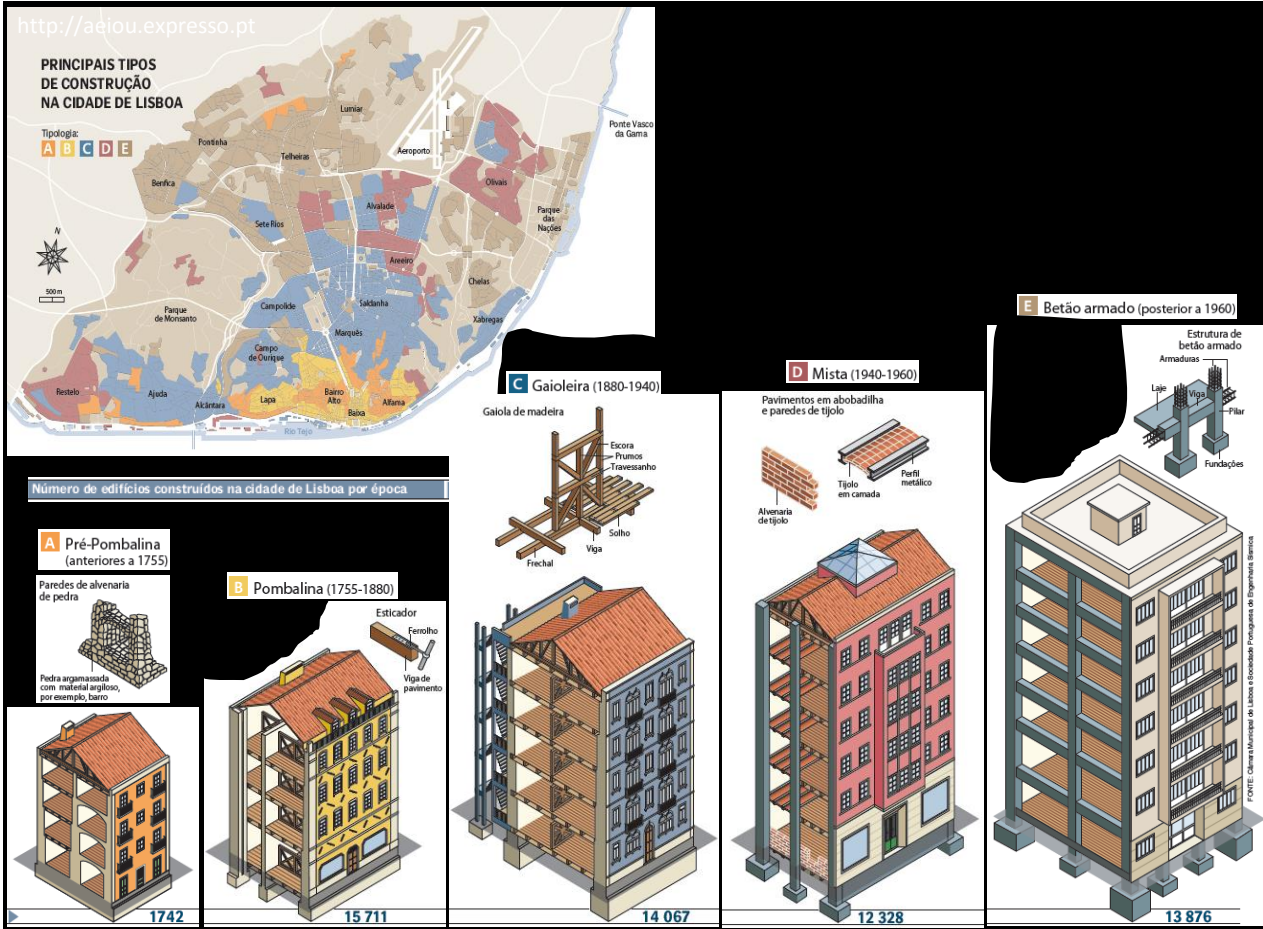 http://aeiou.expresso.pt
PRINCIPAIS TIPOS
DE CONSTRUÇÃO
NA CIDADE DE LISBOA
Tipologia:
A B C D E
N
500 m
Lumiar
Pontinha
Telheiras
Aeroporto
Ponte Vasco
da Gama
Benfica
Olivais
Alvalade
Sete Rios
Parque
das
Nações
Areeiro
Chelas
Campolide
Saldanha
Parque
de Monsanto
Xabregas
Marquês
Campo
de Ourique
Restelo
Ajuda
Alcântara
Lapa
Bairro
Alto
Baixa
Alfama
Rio Tejo
Número de edifícios construídos na cidade de Lisboa por época
A Pré-Pombalina
(anteriores a 1755)
Paredes de alvenaria
de pedra
Pedra argamassada
com material argiloso,
por exemplo, barro
1742
B Pombalina (1755-1880)
Esticador
Ferrolho
Viga de
pavimento
15 711
C Gaioleira (1880-1940)
Gaiola de madeira
Escora
Prumos
Travessanho
Solho
Viga
Frechal
14 067
D Mista (1940-1960)
Pavimentos em abobadilha
e paredes de tijolo
Alvenaria
de tijolo
Tijolo
em camada
Perfil
metálico
12 328
E Betão armado (posterior a 1960)
Estrutura de
betão armado
Armaduras
Laje
Viga
Pilar
Fundações
13 876
FONTE: Câmara Municipal de Lisboa e Sociedade Portuguesa de Engenharia Sísmica